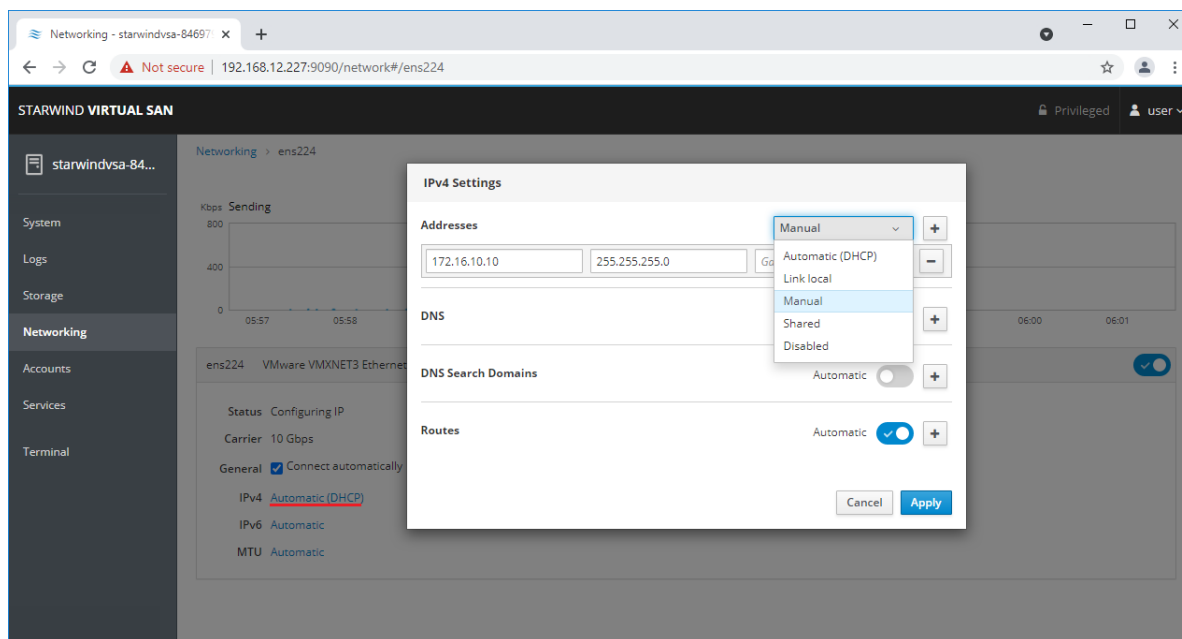 Networking - starwindvsa-84697
Not secure | 192.168.12.227:9090/network#/ens224
STARWIND VIRTUAL SAN
Privileged
user
starwindvsa-84...
System
Logs
Storage
Networking
Accounts
Services
Terminal
Networking > ens224
Kbps Sending
800
400
0
05:57 05:58 06:00 06:01
ens224 VMware VMXNET3 Ethernet
Status Configuring IP
Carrier 10 Gbps
General Connect automatically
IPv4 Automatic (DHCP)
IPv6 Automatic
MTU Automatic
IPv4 Settings
Addresses
Manual
172.16.10.10 255.255.255.0
Automatic (DHCP)
Link local
Manual
Shared
Disabled
DNS
DNS Search Domains Automatic
Routes Automatic
Cancel Apply